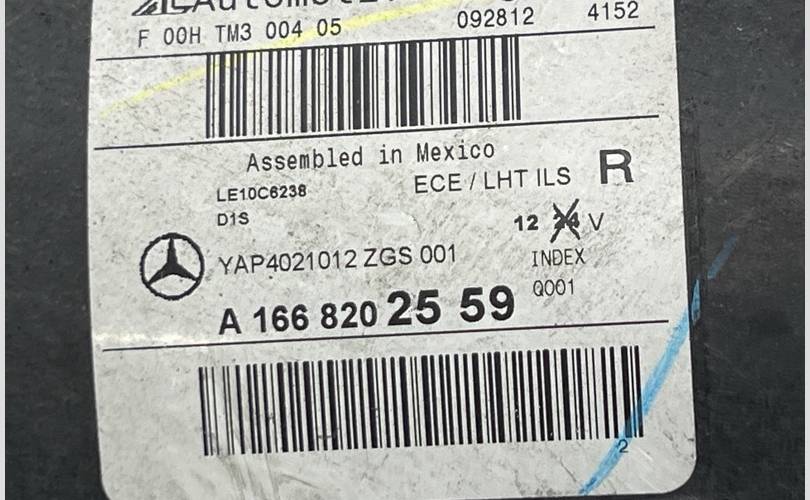 F 00H TM3 004 05 092812 4152
Assembled in Mexico
LE10C6238 ECE / LHT ILS R
D1S 12 24 V
YAP4021012 ZGS 001 INDEX
A 166 820 25 59 Q001
2